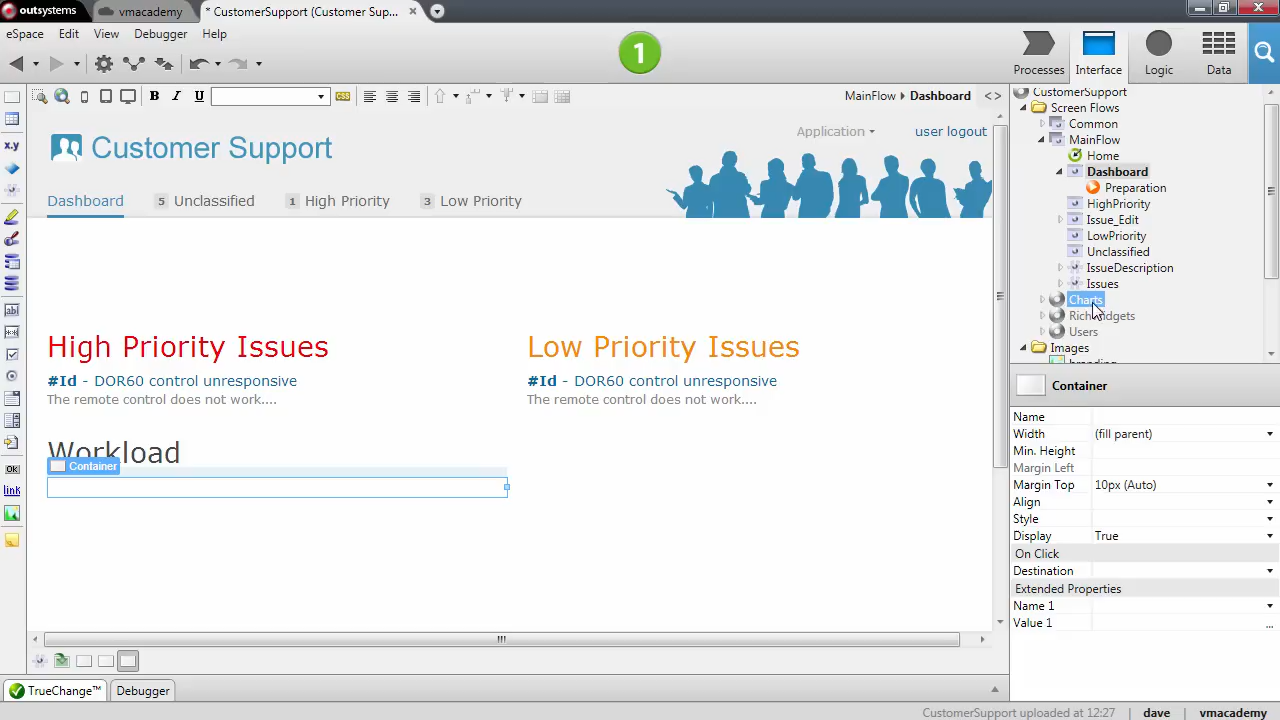 outsystems
vmacademy
* CustomerSupport (Customer Sup...
eSpace Edit View Debugger Help
1
Processes Interface Logic Data
B I U
MainFlow Dashboard <>
Application user logout
Customer Support
Dashboard 5 Unclassified 1 High Priority 3 Low Priority
High Priority Issues
#Id - DOR60 control unresponsive
The remote control does not work....
Low Priority Issues
#Id - DOR60 control unresponsive
The remote control does not work....
Workload
Container
x.y
OK
link
CustomerSupport
Screen Flows
Common
MainFlow
Home
Dashboard
Preparation
HighPriority
Issue_Edit
LowPriority
Unclassified
IssueDescription
Issues
Charts
Images
Users
Container
Name
Width (fill parent)
Min. Height
Margin Left
Margin Top 10px (Auto)
Align
Style
Display True
On Click
Destination
Extended Properties
Name 1
Value 1 ...
TrueChange™ Debugger
CustomerSupport uploaded at 12:27 dave vmacademy